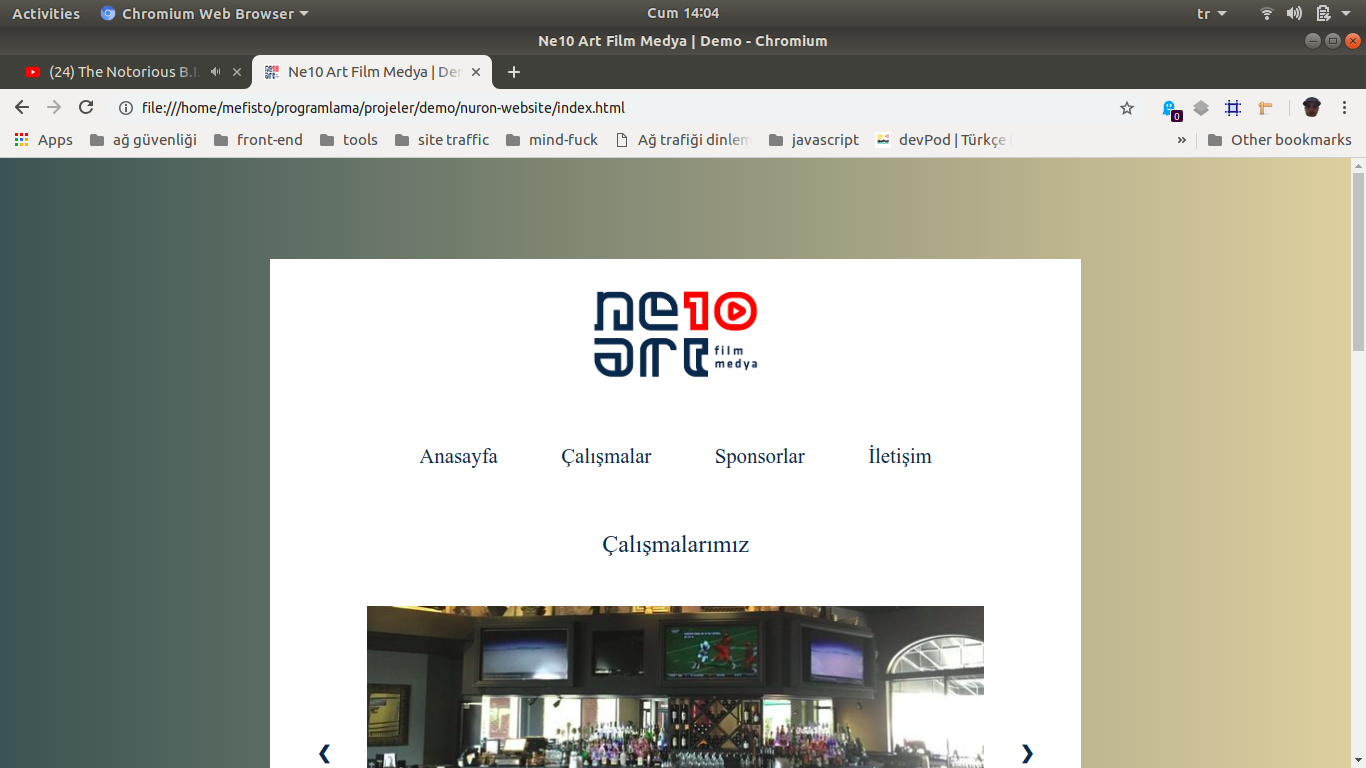 Activities Chromium Web Browser Cum 14:04 tr
Ne10 Art Film Medya | Demo - Chromium
(24) The Notorious B.I. Ne10 Art Film Medya | Der
file:///home/mefisto/programlama/projeler/demo/nuron-website/index.html 0
Apps ağ güvenliği front-end tools site traffic mind-fuck Ağ trafiği dinlem javascript devPod | Türkçe » Other bookmarks
ne10
art film
medya
Anasayfa Çalışmalar Sponsorlar İletişim
Çalışmalarımız